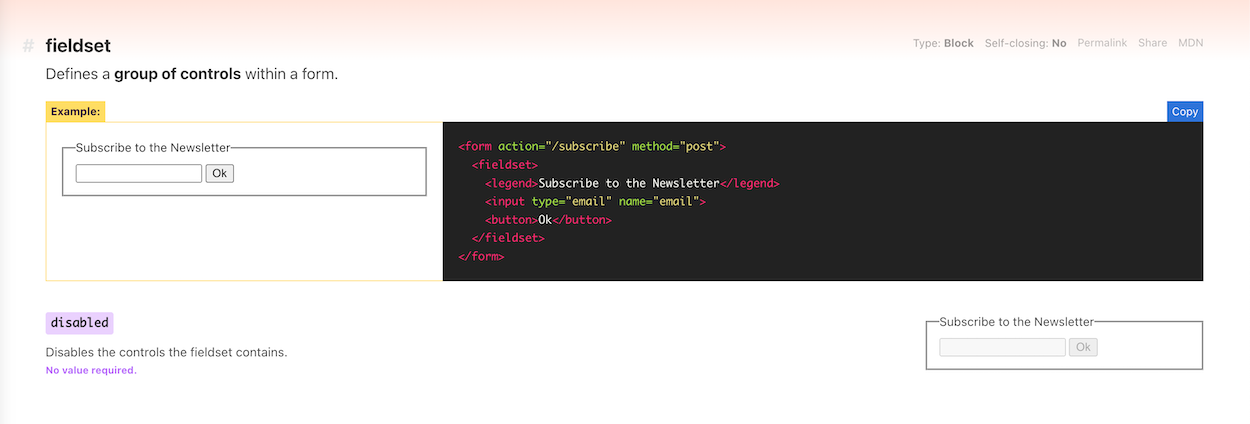 # fieldset
Type: Block Self-closing: No Permalink Share MDN
Defines a group of controls within a form.
Example:
Copy
Subscribe to the Newsletter
Ok
<form action="/subscribe" method="post">
<fieldset>
<legend>Subscribe to the Newsletter</legend>
<input type="email" name="email">
<button>Ok</button>
</fieldset>
</form>
disabled
Disables the controls the fieldset contains.
No value required.
Subscribe to the Newsletter
Ok